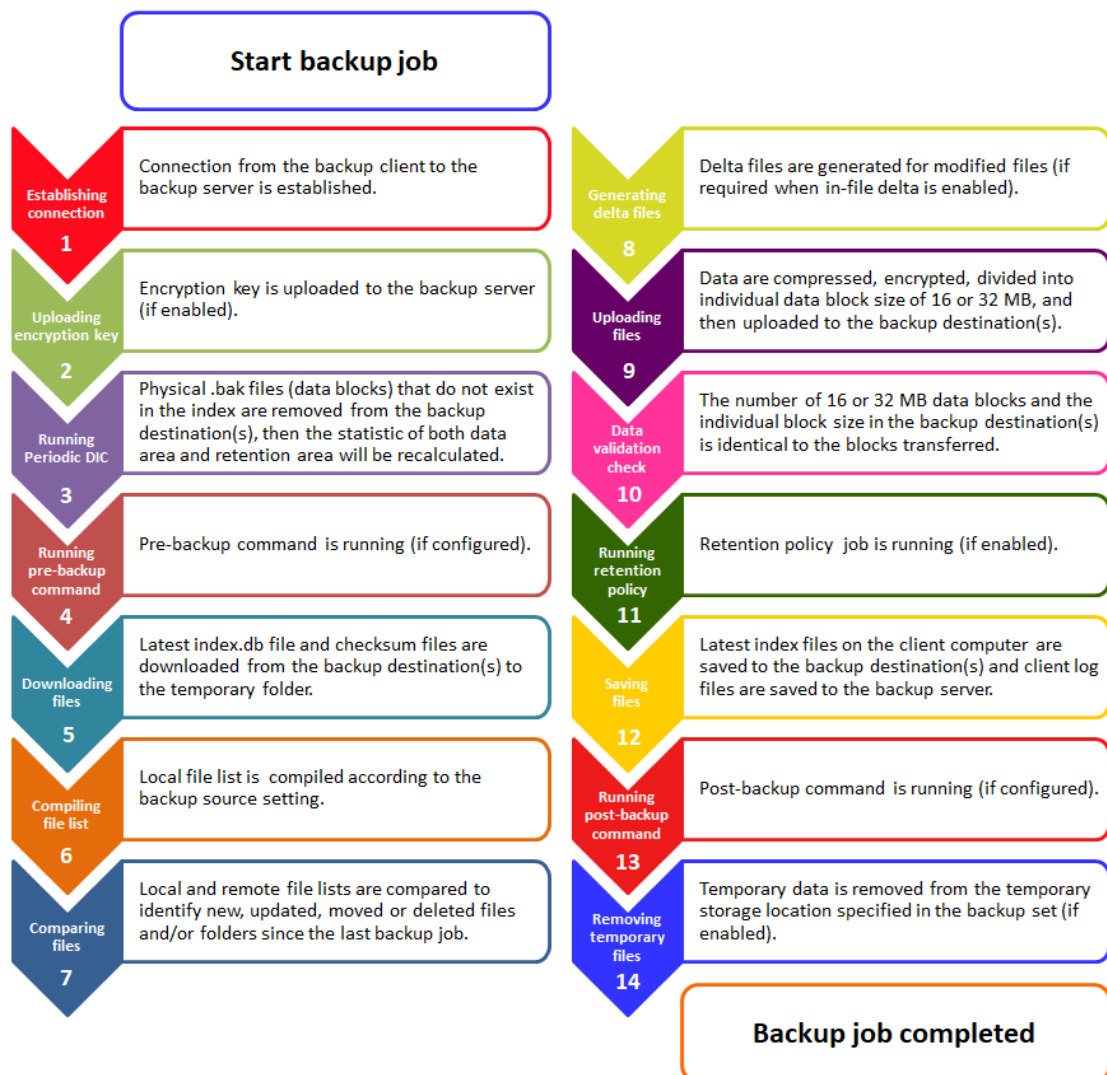 Start backup job
Establishing
connection
1
Connection from the backup client to the
backup server is established.
Uploading
encryption key
2
Encryption key is uploaded to the backup server
(if enabled).
Running
Periodic DIC
3
Physical .bak files (data blocks) that do not exist
in the index are removed from the backup
destination(s), then the statistic of both data
area and retention area will be recalculated.
Running
pre-backup
command
4
Pre-backup command is running (if configured).
Downloading
files
5
Latest index.db file and checksum files are
downloaded from the backup destination(s) to
the temporary folder.
Compiling
file list
6
Local file list is compiled according to the
backup source setting.
Comparing
files
7
Local and remote file lists are compared to
identify new, updated, moved or deleted files
and/or folders since the last backup job.
Generating
delta files
8
Delta files are generated for modified files (if
required when in-file delta is enabled).
Uploading
files
9
Data are compressed, encrypted, divided into
individual data block size of 16 or 32 MB, and
then uploaded to the backup destination(s).
Data
validation
check
10
The number of 16 or 32 MB data blocks and the
individual block size in the backup destination(s)
is identical to the blocks transferred.
Running
retention
policy
11
Retention policy job is running (if enabled).
Saving
files
12
Latest index files on the client computer are
saved to the backup destination(s) and client log
files are saved to the backup server.
Running
post-backup
command
13
Post-backup command is running (if configured).
Removing
temporary
files
14
Temporary data is removed from the temporary
storage location specified in the backup set (if
enabled).
Backup job completed